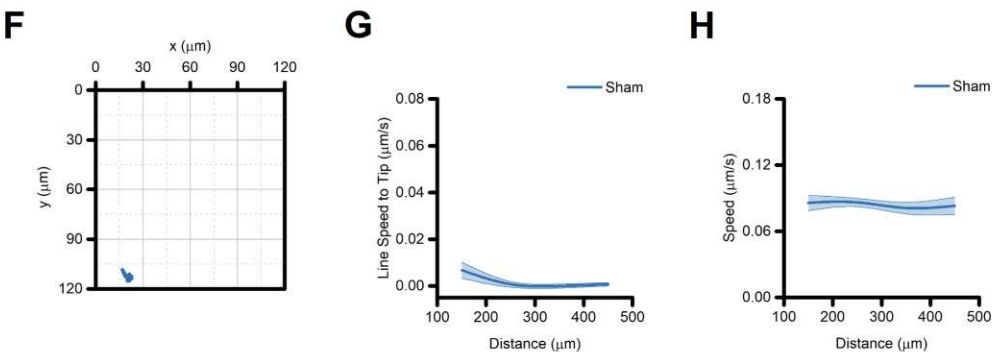 F
x (μm)
0 30 60 90 120
0
30
60
90
120
y (μm)
G
Sham
0.08
0.06
0.04
0.02
0.00
Line Speed to Tip (μm/s)
100 200 300 400 500
Distance (μm)
H
Sham
0.18
0.12
0.06
0.00
Speed (μm/s)
100 200 300 400 500
Distance (μm)